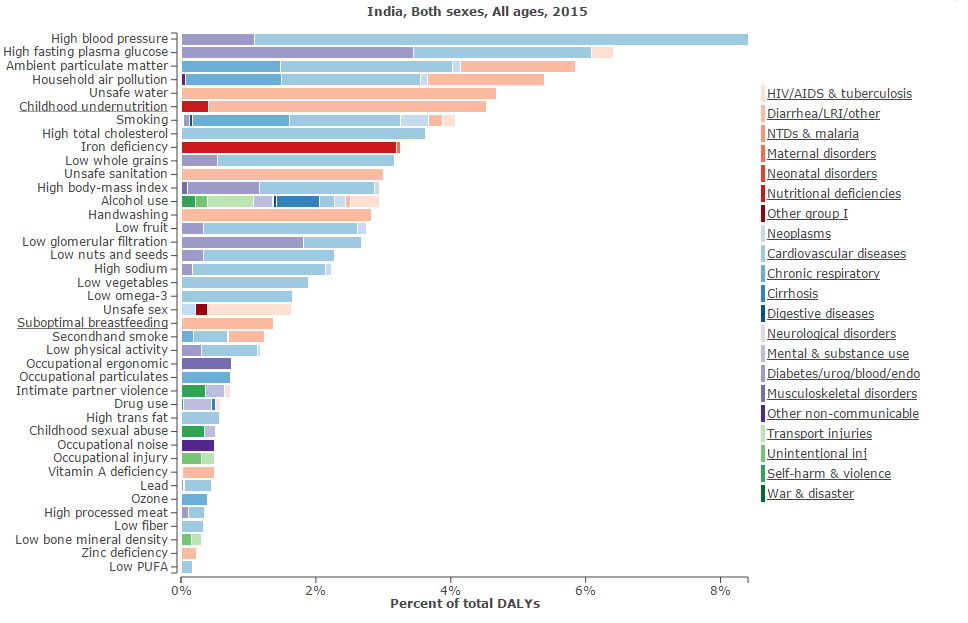 India, Both sexes, All ages, 2015
High blood pressure
High fasting plasma glucose
Ambient particulate matter
Household air pollution
Unsafe water
Childhood undernutrition
Smoking
High total cholesterol
Iron deficiency
Low whole grains
Unsafe sanitation
High body-mass index
Alcohol use
Handwashing
Low fruit
Low glomerular filtration
Low nuts and seeds
High sodium
Low vegetables
Low omega-3
Unsafe sex
Suboptimal breastfeeding
Secondhand smoke
Low physical activity
Occupational ergonomic
Occupational particulates
Intimate partner violence
Drug use
High trans fat
Childhood sexual abuse
Occupational noise
Occupational injury
Vitamin A deficiency
Lead
Ozone
High processed meat
Low fiber
Low bone mineral density
Zinc deficiency
Low PUFA
0% 2% 4% 6% 8%
Percent of total DALYs
HIV/AIDS & tuberculosis
Diarrhea/LRI/other
NTDs & malaria
Maternal disorders
Neonatal disorders
Nutritional deficiencies
Other group I
Neoplasms
Cardiovascular diseases
Chronic respiratory
Cirrhosis
Digestive diseases
Neurological disorders
Mental & substance use
Diabetes/urog/blood/endo
Musculoskeletal disorders
Other non-communicable
Transport injuries
Unintentional inj
Self-harm & violence
War & disaster